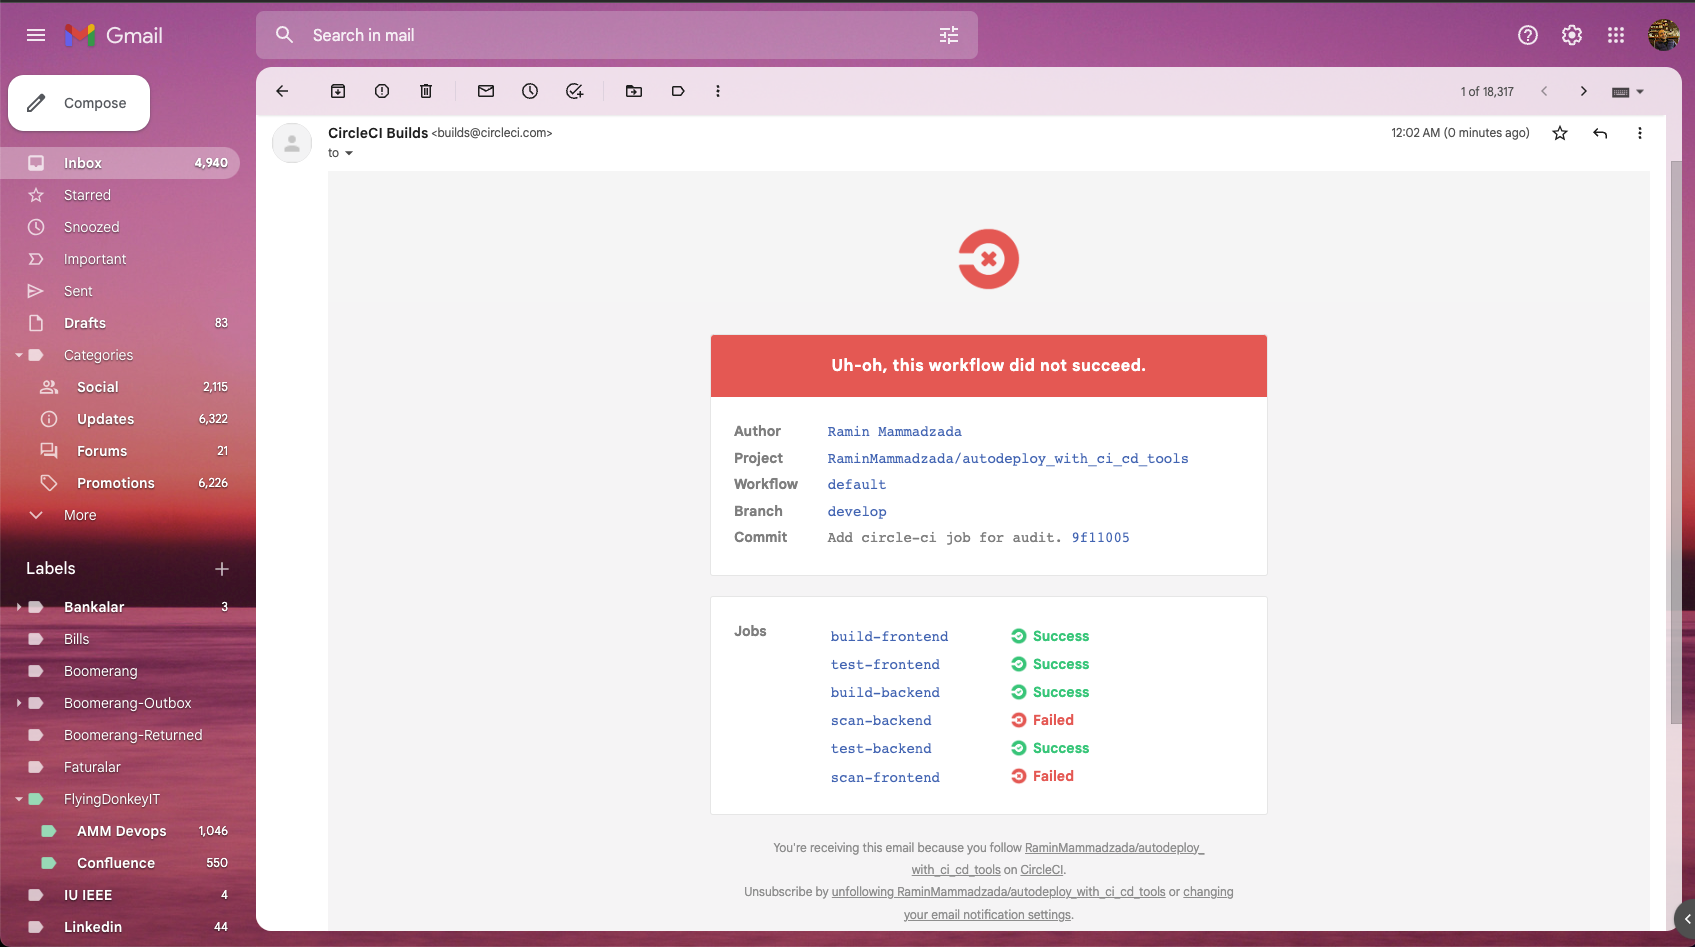 Gmail
Search in mail
Compose
1 of 18,317
Inbox 4,940
Starred
Snoozed
Important
Sent
Drafts 83
Categories
Social 2,115
Updates 6,322
Forums 21
Promotions 6,226
More
Labels
Bankalar 3
Bills
Boomerang
Boomerang-Outbox
Boomerang-Returned
Faturalar
FlyingDonkeyIT
AMM Devops 1,046
Confluence 550
IU IEEE 4
Linkedin 44
CircleCI Builds <builds@circleci.com>
12:02 AM (0 minutes ago)
to
Uh-oh, this workflow did not succeed.
Author Ramin Mammadzada
Project RaminMammadzada/autodeploy_with_ci_cd_tools
Workflow default
Branch develop
Commit Add circle-ci job for audit. 9f11005
Jobs
build-frontend Success
test-frontend Success
build-backend Success
scan-backend Failed
test-backend Success
scan-frontend Failed
You're receiving this email because you follow RaminMammadzada/autodeploy_
with_ci_cd_tools on CircleCI.
Unsubscribe by unfollowing RaminMammadzada/autodeploy_with_ci_cd_tools or changing
your email notification settings.